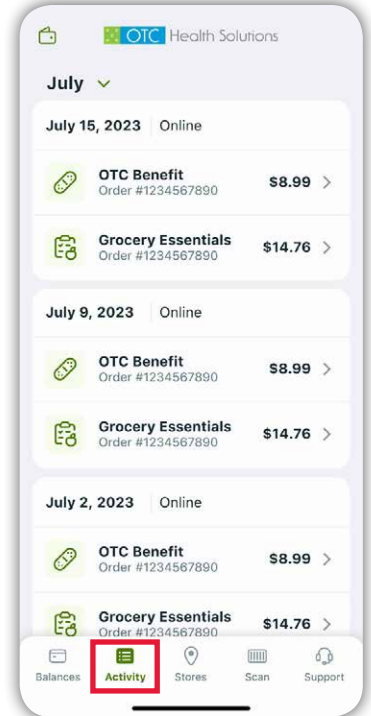 OTC Health Solutions
July
July 15, 2023 Online
OTC Benefit
Order #1234567890
$8.99
Grocery Essentials
Order #1234567890
$14.76
July 9, 2023 Online
OTC Benefit
Order #1234567890
$8.99
Grocery Essentials
Order #1234567890
$14.76
July 2, 2023 Online
OTC Benefit
Order #1234567890
$8.99
Grocery Essentials
Order #1234567890
$14.76
Balances Activity Stores Scan Support